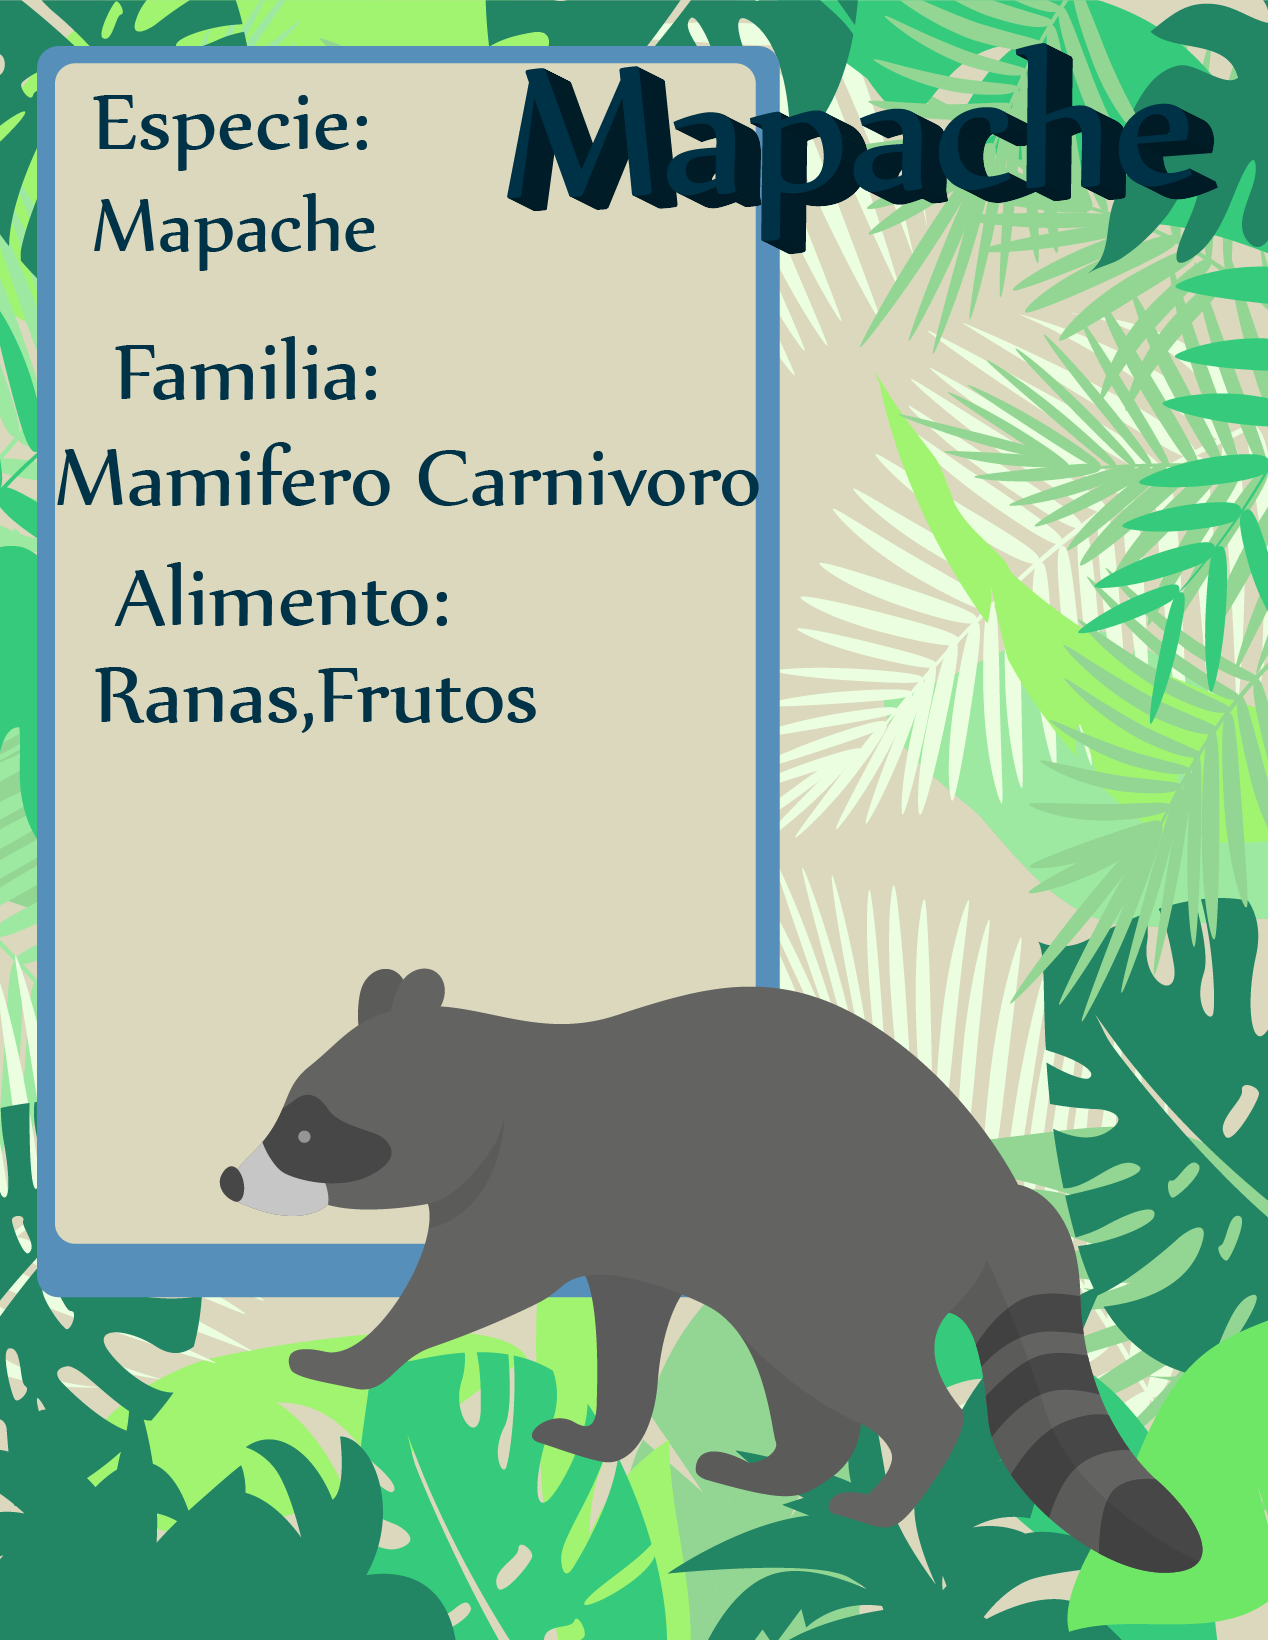 Mapache
Especie:
Mapache
Familia:
Mamifero Carnivoro
Alimento:
Ranas,Frutos